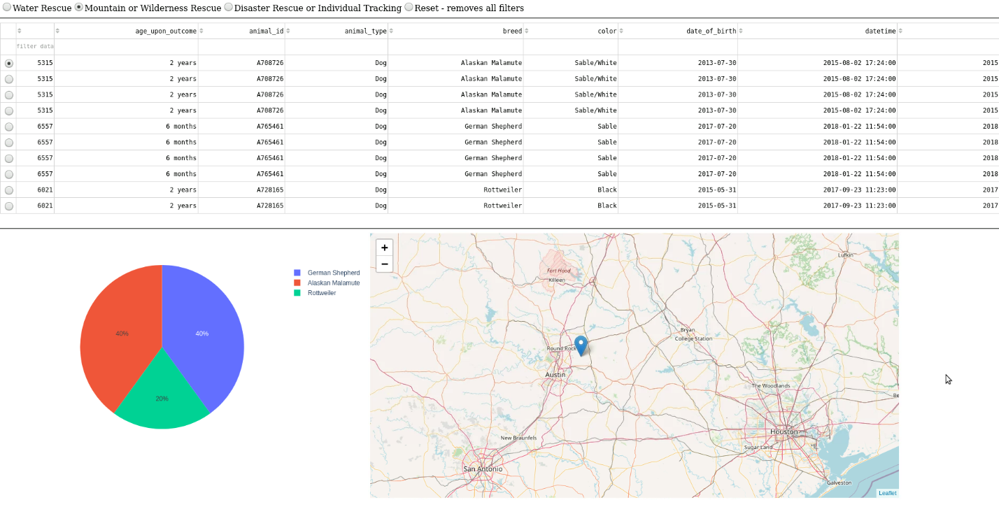 Water Rescue Mountain or Wilderness Rescue Disaster Rescue or Individual Tracking Reset - removes all filters
age_upon_outcome animal_id animal_type breed color date_of_birth datetime
filter data
5315 2 years A708726 Dog Alaskan Malamute Sable/White 2013-07-30 2015-08-02 17:24:00 2015
5315 2 years A708726 Dog Alaskan Malamute Sable/White 2013-07-30 2015-08-02 17:24:00 2015
5315 2 years A708726 Dog Alaskan Malamute Sable/White 2013-07-30 2015-08-02 17:24:00 2015
5315 2 years A708726 Dog Alaskan Malamute Sable/White 2013-07-30 2015-08-02 17:24:00 2015
6557 6 months A765461 Dog German Shepherd Sable 2017-07-20 2018-01-22 11:54:00 2018
6557 6 months A765461 Dog German Shepherd Sable 2017-07-20 2018-01-22 11:54:00 2018
6557 6 months A765461 Dog German Shepherd Sable 2017-07-20 2018-01-22 11:54:00 2018
6557 6 months A765461 Dog German Shepherd Sable 2017-07-20 2018-01-22 11:54:00 2018
6021 2 years A728165 Dog Rottweiler Black 2015-05-31 2017-09-23 11:23:00 2017
6021 2 years A728165 Dog Rottweiler Black 2015-05-31 2017-09-23 11:23:00 2017
German Shepherd
Alaskan Malamute
Rottweiler
40%
40%
20%
+
−
Fort Hood
Killeen
Lufkin
Bryan
College Station
Round Rock
Austin
The Woodlands
Be
New Braunfels
Houston
Sugar Land
San Antonio
Galveston
Leaflet